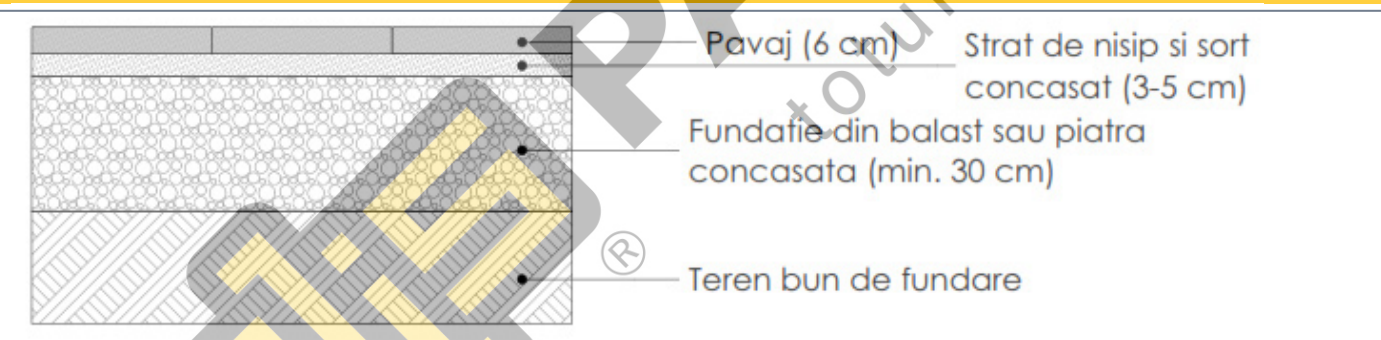 Pavaj (6 cm)
Strat de nisip si sort
concasat (3-5 cm)
Fundatie din balast sau piatra
concasata (min. 30 cm)
Teren bun de fundare
®